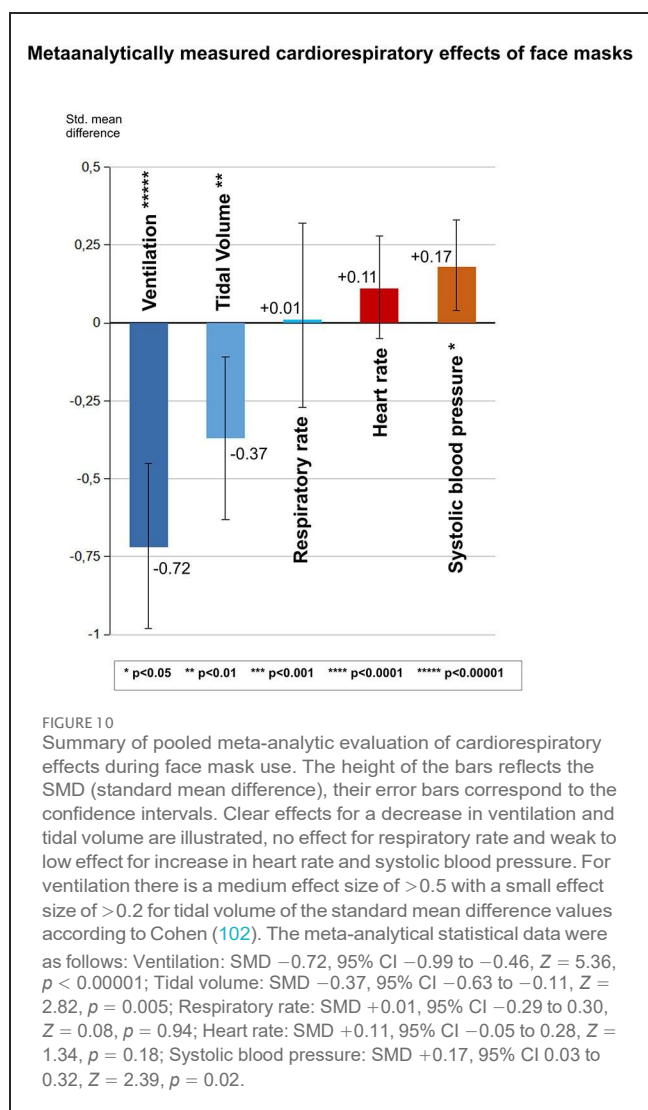 Metaanalytically measured cardiorespiratory effects of face masks
Std. mean
difference
0,5
0,25
0
-0,25
-0,5
-0,75
-1
Ventilation *****
-0.72
Tidal Volume **
-0.37
+0.01
Respiratory rate
+0.11
Heart rate
+0.17
Systolic blood pressure *
* p<0.05 ** p<0.01 *** p<0.001 **** p<0.0001 ***** p<0.00001
FIGURE 10
Summary of pooled meta-analytic evaluation of cardiorespiratory
effects during face mask use. The height of the bars reflects the
SMD (standard mean difference), their error bars correspond to the
confidence intervals. Clear effects for a decrease in ventilation and
tidal volume are illustrated, no effect for respiratory rate and weak to
low effect for increase in heart rate and systolic blood pressure. For
ventilation there is a medium effect size of >0.5 with a small effect
size of >0.2 for tidal volume of the standard mean difference values
according to Cohen (102). The meta-analytical statistical data were
as follows: Ventilation: SMD −0.72, 95% CI −0.99 to −0.46, Z = 5.36,
p < 0.00001; Tidal volume: SMD −0.37, 95% CI −0.63 to −0.11, Z =
2.82, p = 0.005; Respiratory rate: SMD +0.01, 95% CI −0.29 to 0.30,
Z = 0.08, p = 0.94; Heart rate: SMD +0.11, 95% CI −0.05 to 0.28, Z =
1.34, p = 0.18; Systolic blood pressure: SMD +0.17, 95% CI 0.03 to
0.32, Z = 2.39, p = 0.02.